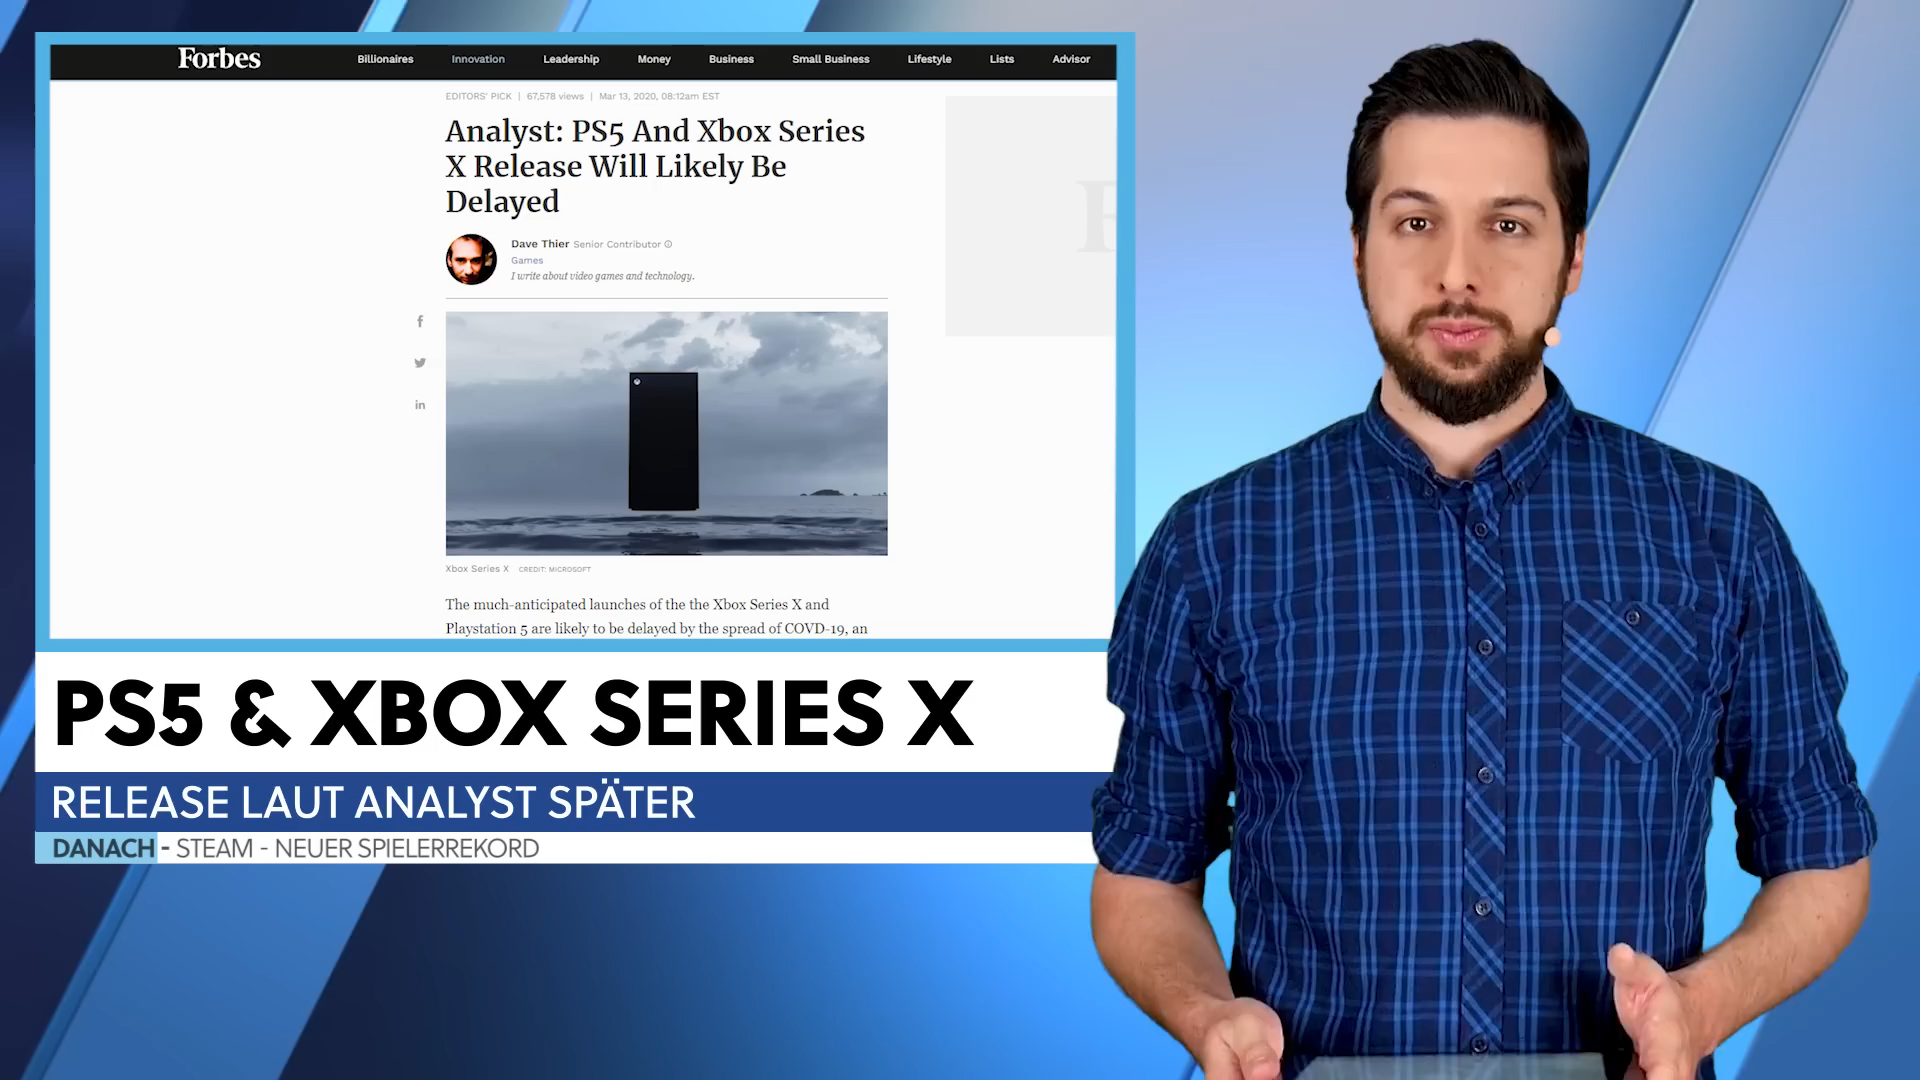 Forbes
Billionaires Innovation Leadership Money Business Small Business Lifestyle Lists Advisor
EDITORS' PICK | 67,578 views | Mar 13, 2020, 08:12am EST
Analyst: PS5 And Xbox Series
X Release Will Likely Be
Delayed
Dave Thier Senior Contributor
Games
I write about video games and technology.
Xbox Series X CREDIT: MICROSOFT
The much-anticipated launches of the the Xbox Series X and
Playstation 5 are likely to be delayed by the spread of COVD-19, an
PS5 & XBOX SERIES X
RELEASE LAUT ANALYST SPÄTER
DANACH - STEAM - NEUER SPIELERREKORD